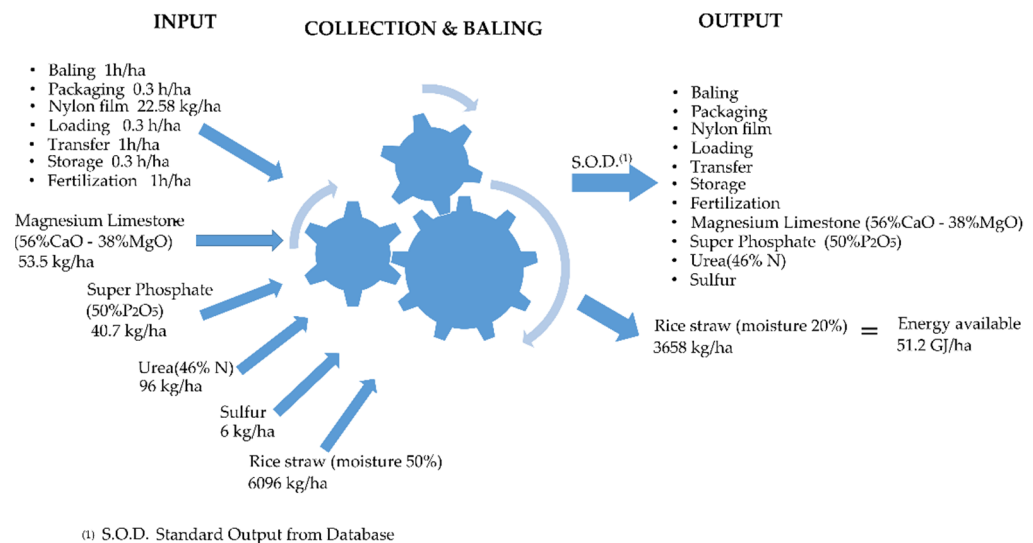 INPUT
COLLECTION & BALING
OUTPUT
• Baling 1h/ha
• Packaging 0.3 h/ha
• Nylon film 22.58 kg/ha
• Loading 0.3 h/ha
• Transfer 1h/ha
• Storage 0.3 h/ha
• Fertilization 1h/ha
Magnesium Limestone
(56%CaO - 38%MgO)
53.5 kg/ha
Super Phosphate
(50%P2O5)
40.7 kg/ha
Urea(46% N)
96 kg/ha
Sulfur
6 kg/ha
Rice straw (moisture 50%)
6096 kg/ha
S.O.D.(1)
• Baling
• Packaging
• Nylon film
• Loading
• Transfer
• Storage
• Fertilization
• Magnesium Limestone (56%CaO - 38%MgO)
• Super Phosphate (50%P2O5)
• Urea(46% N)
• Sulfur
Rice straw (moisture 20%)
3658 kg/ha
=
Energy available
51.2 GJ/ha
(1) S.O.D. Standard Output from Database